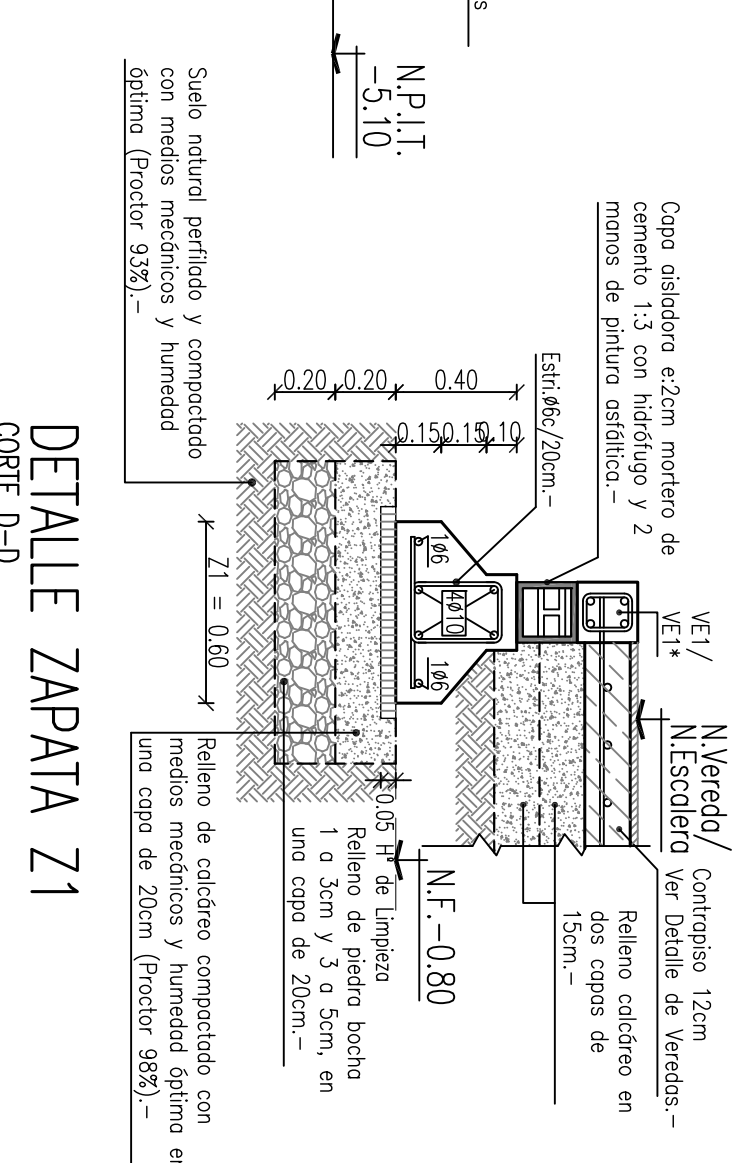 s
N.P.I.T.
-5.10
Suelo natural perfilado y compactado
con medios mecánicos y humedad
óptima (Proctor 93%).-
Capa aisladora e:2cm mortero de
cemento 1:3 con hidrófugo y 2
manos de pintura asfáltica.-
Estri.ø6c/20cm.-
VE1/
VE1*
N.Vereda/
N.Escalera
Contrapiso 12cm
Ver Detalle de Veredas.-
Relleno calcáreo en
dos capas de
15cm.-
0.20
0.20
0.40
0.15
0.15
0.10
1ø6
4ø10
1ø6
Z1 = 0.60
N.F.-0.80
0.05 Hº de Limpieza
Relleno de piedra bocha
1 a 3cm y 3 a 5cm, en
una capa de 20cm.-
Relleno de calcáreo compactado con
medios mecánicos y humedad óptima en
una capa de 20cm (Proctor 98%).-
DETALLE ZAPATA Z1
CORTE D-D